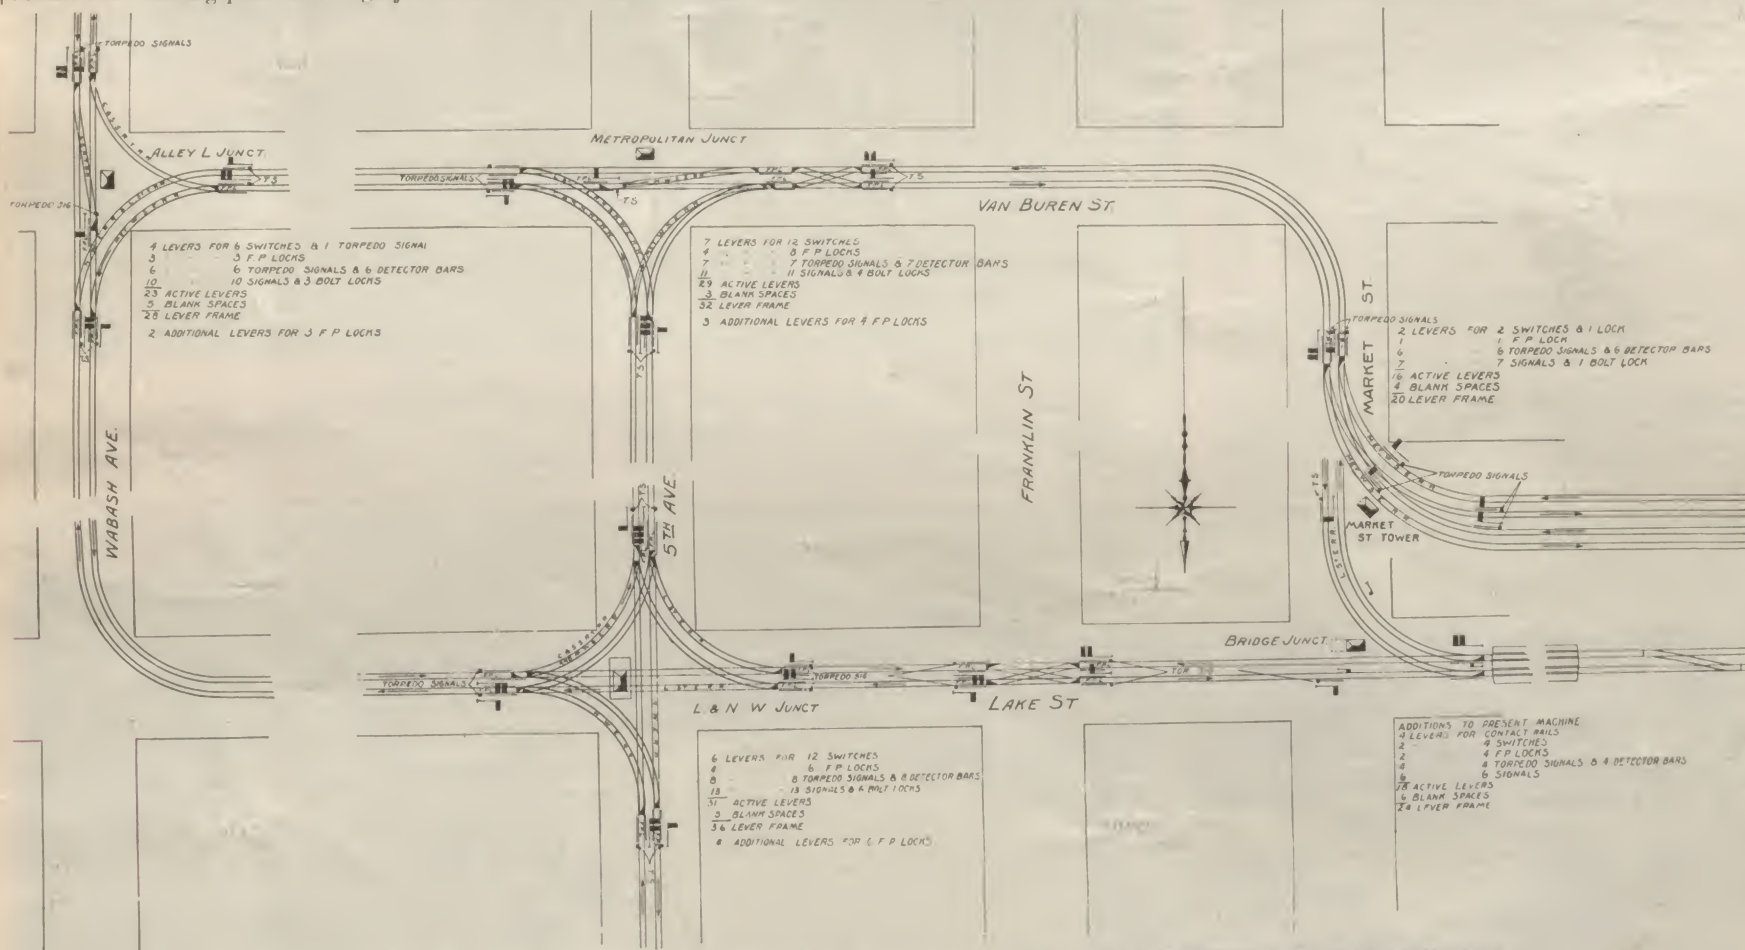 TORPEDO SIGNALS
ALLEY L JUNCT.
TS
TORPEDO SIG
METROPOLITAN JUNCT
TORPEDO SIGNALS
TS
TS
VAN BUREN ST.
4 LEVERS FOR 6 SWITCHES & 1 TORPEDO SIGNAL
3 " " 3 F P LOCKS
6 6 TORPEDO SIGNALS & 6 DETECTOR BARS
10 " 10 SIGNALS & 3 BOLT LOCKS
23 ACTIVE LEVERS
5 BLANK SPACES
28 LEVER FRAME
2 ADDITIONAL LEVERS FOR 3 F P LOCKS
7 LEVERS FOR 12 SWITCHES
4 " " 8 F P LOCKS
7 " " 7 TORPEDO SIGNALS & 7 DETECTOR BARS
11 " " 11 SIGNALS & 4 BOLT LOCKS
29 ACTIVE LEVERS
3 BLANK SPACES
32 LEVER FRAME
3 ADDITIONAL LEVERS FOR 4 F P LOCKS
TORPEDO SIGNALS
2 LEVERS FOR 2 SWITCHES & 1 LOCK
1 " 1 F P LOCK
6 " 6 TORPEDO SIGNALS & 6 DETECTOR BARS
7 " 7 SIGNALS & 1 BOLT LOCK
16 ACTIVE LEVERS
4 BLANK SPACES
20 LEVER FRAME
MARKET ST.
TS
WABASH AVE.
5TH AVE.
TS
FRANKLIN ST
TS
TORPEDO SIGNALS
MARKET
ST TOWER
BRIDGE JUNCT.
TORPEDO SIGNALS
TORPEDO SIG
L & N W JUNCT
LAKE ST
6 LEVERS FOR 12 SWITCHES
4 6 F P LOCKS
8 " 8 TORPEDO SIGNALS & 8 DETECTOR BARS
13 " 13 SIGNALS & 6 BOLT LOCKS
31 ACTIVE LEVERS
5 BLANK SPACES
36 LEVER FRAME
ADDITIONAL LEVERS FOR 6 F P LOCKS
ADDITIONS TO PRESENT MACHINE
4 LEVERS FOR CONTACT RAILS
2 " 4 SWITCHES
2 4 F P LOCKS
4 4 TORPEDO SIGNALS & 4 DETECTOR BARS
6 6 SIGNALS
18 ACTIVE LEVERS
6 BLANK SPACES
24 LEVER FRAME